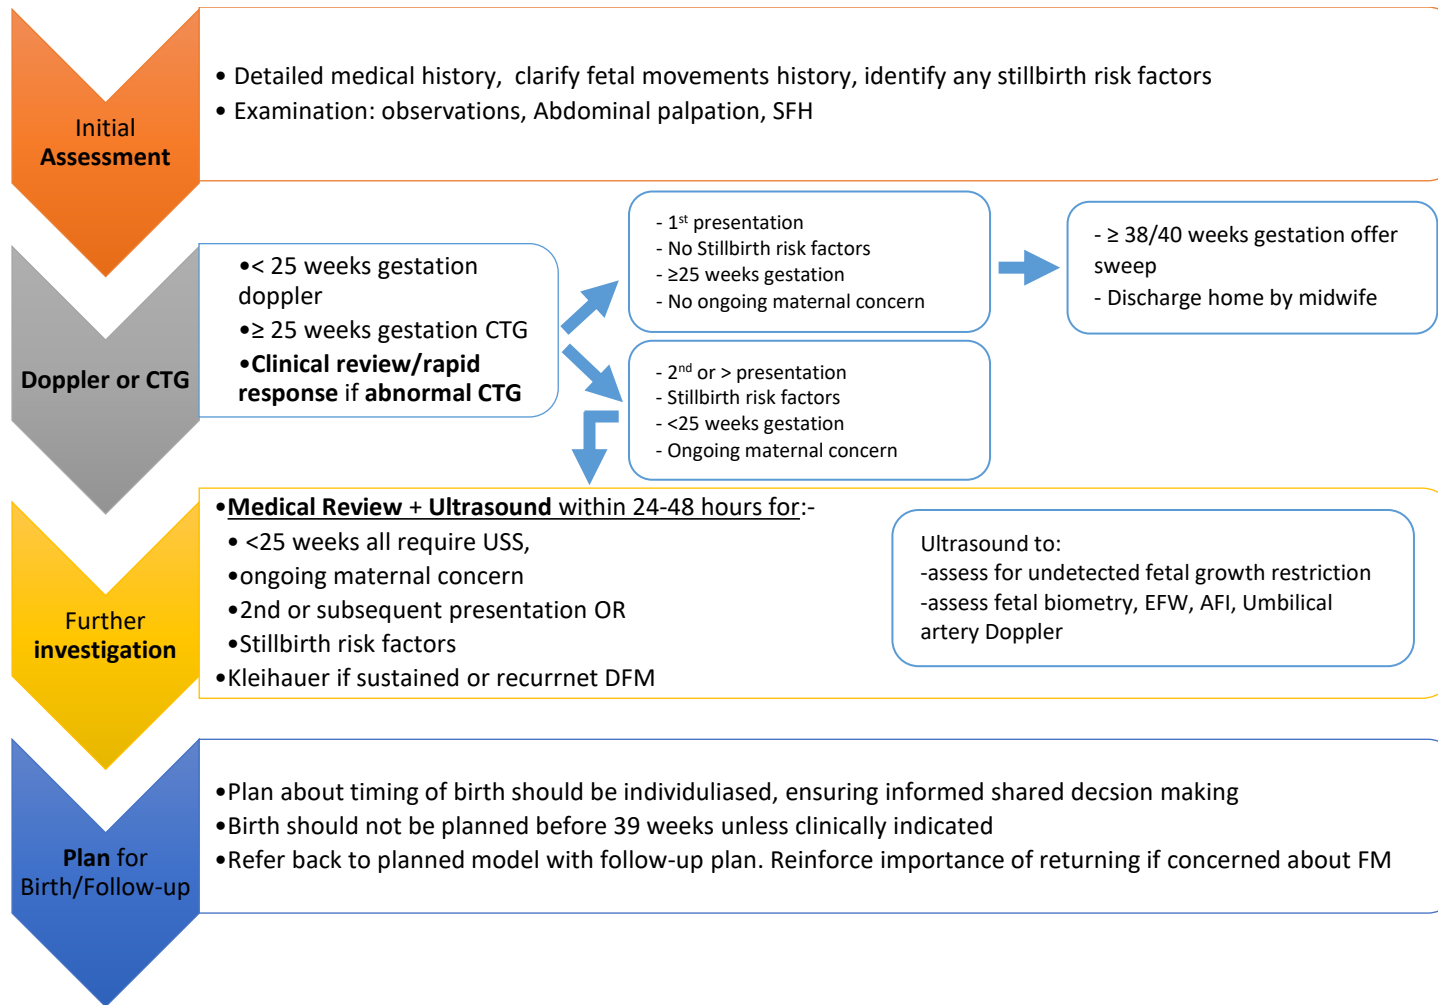 Initial
Assessment
• Detailed medical history,  clarify fetal movements history, identify any stillbirth risk factors
• Examination: observations, Abdominal palpation, SFH
Doppler or CTG
•< 25 weeks gestation
doppler
•≥ 25 weeks gestation CTG
•Clinical review/rapid
response if abnormal CTG
- 1st presentation
- No Stillbirth risk factors
- ≥25 weeks gestation
- No ongoing maternal concern
- ≥ 38/40 weeks gestation offer
sweep
- Discharge home by midwife
- 2nd or > presentation
- Stillbirth risk factors
- <25 weeks gestation
- Ongoing maternal concern
Further
investigation
•Medical Review + Ultrasound within 24-48 hours for:-
• <25 weeks all require USS,
•ongoing maternal concern
•2nd or subsequent presentation OR
•Stillbirth risk factors
•Kleihauer if sustained or recurrnet DFM
Ultrasound to:
-assess for undetected fetal growth restriction
-assess fetal biometry, EFW, AFI, Umbilical
artery Doppler
Plan for
Birth/Follow-up
•Plan about timing of birth should be individuliased, ensuring informed shared decsion making
•Birth should not be planned before 39 weeks unless clinically indicated
•Refer back to planned model with follow-up plan. Reinforce importance of returning if concerned about FM